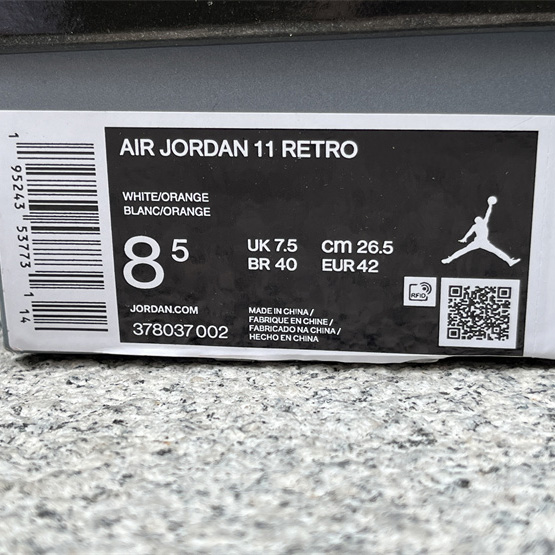 AIR JORDAN 11 RETRO
WHITE/ORANGE
BLANC/ORANGE
8 5
UK 7.5 cm 26.5
BR 40 EUR 42
RFID
JORDAN.COM
378037 002
MADE IN CHINA /
FABRIQUE EN CHINE /
FABRICADO NA CHINA /
HECHO EN CHINA
1 95243 53773 1 14